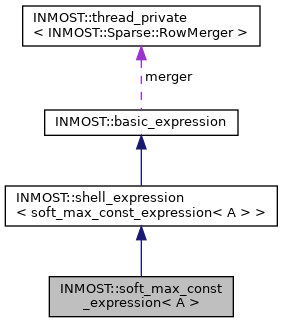 INMOST::thread_private
< INMOST::Sparse::RowMerger >
merger
INMOST::basic_expression
INMOST::shell_expression
< soft_max_const_expression< A > >
INMOST::soft_max_const
_expression< A >